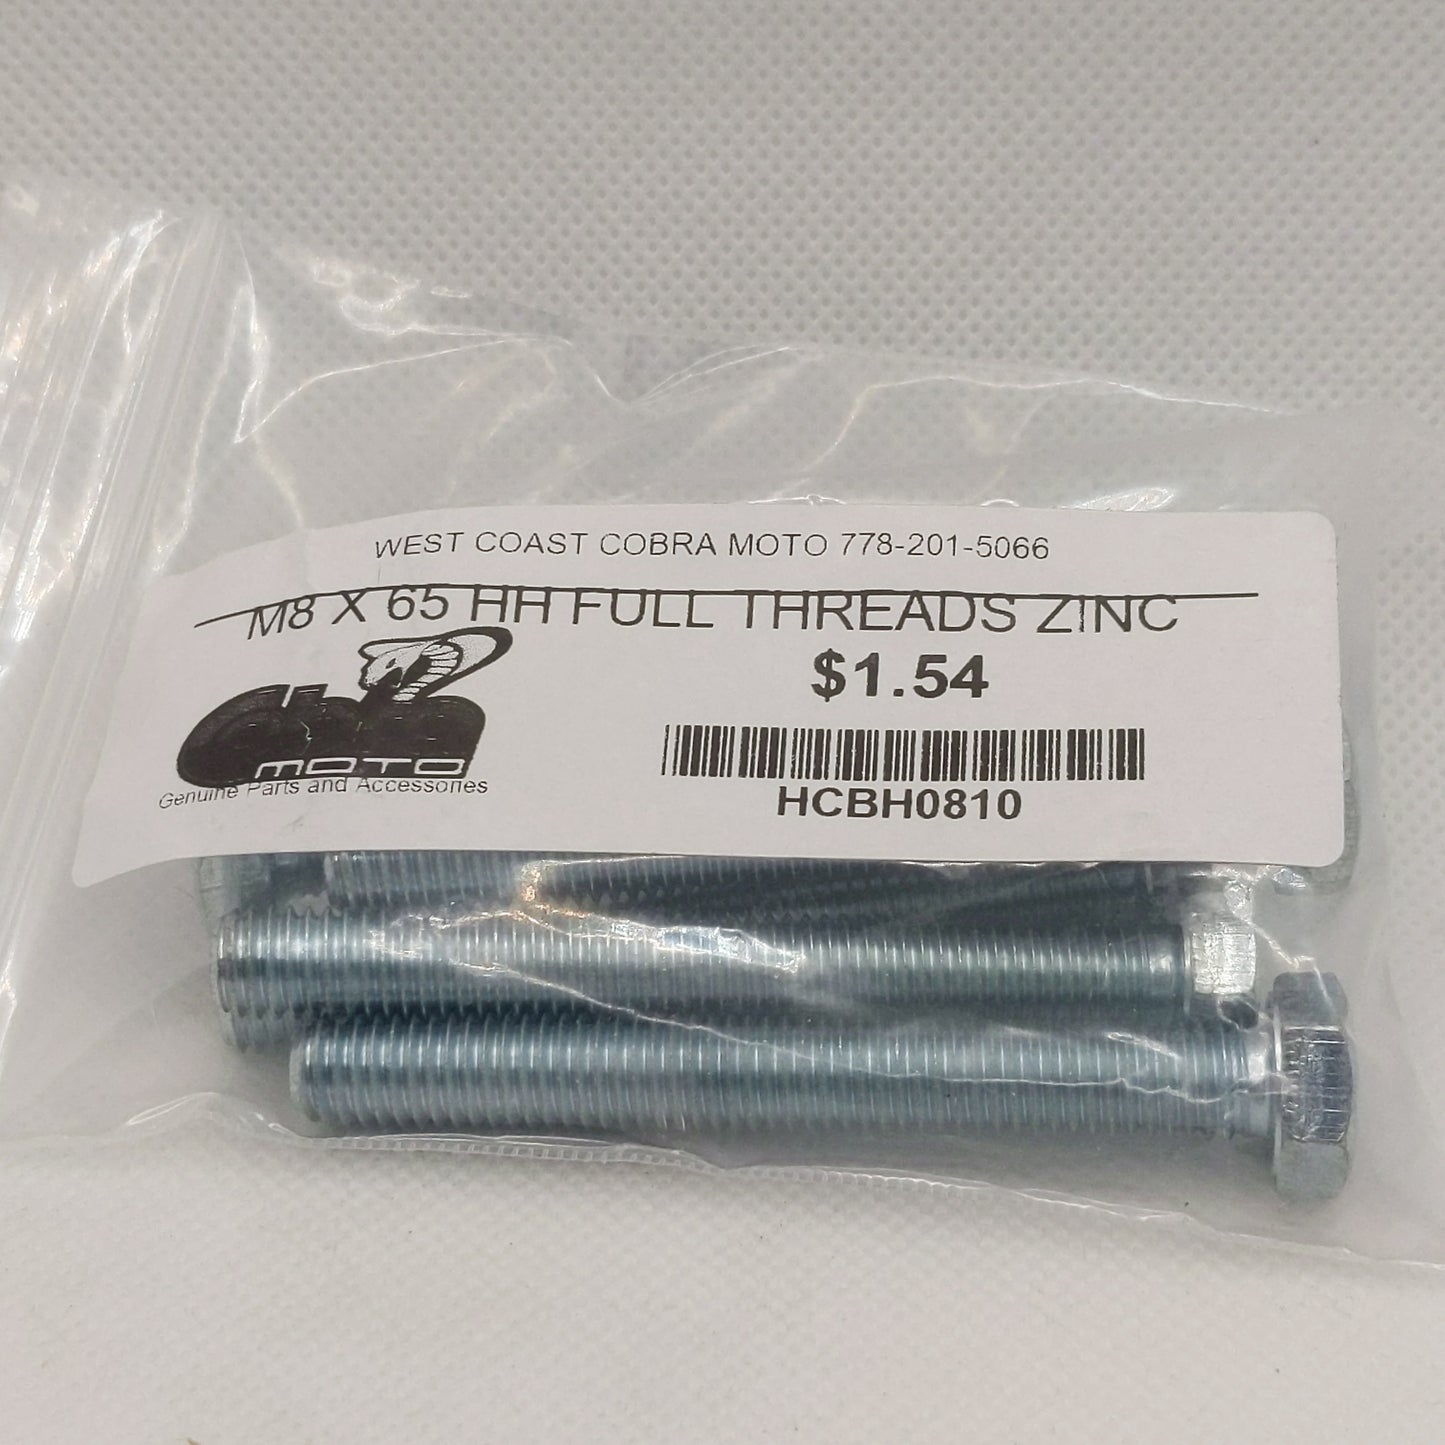 WEST COAST COBRA MOTO 778-201-5066
M8 X 65 HH FULL THREADS ZINC
$1.54
Cobra
MOTO
Genuine Parts and Accessories
HCBH0810